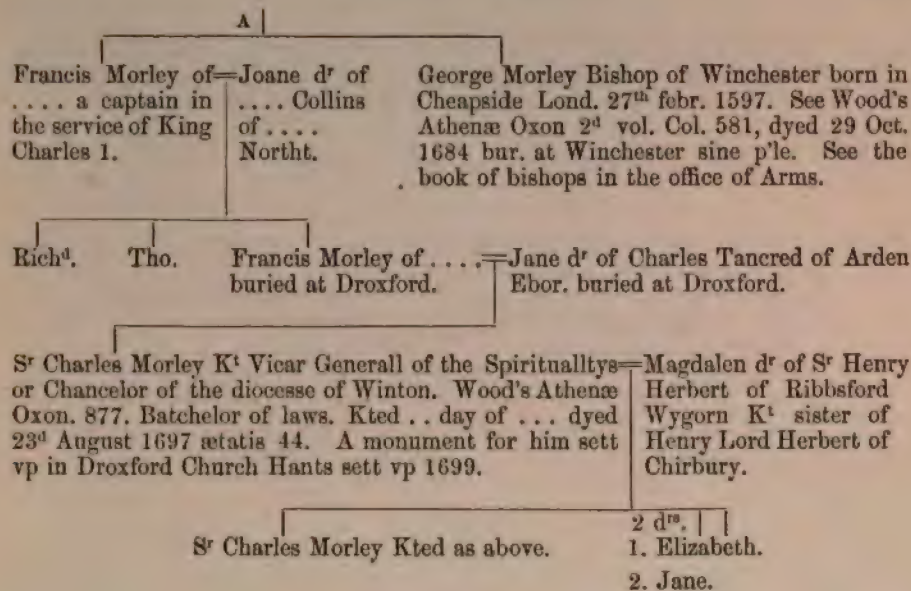 A
Francis Morley of
. . . . a captain in
the service of King
Charles 1.
=Joane dʳ of
. . . . Collins
of . . . .
Northt.
George Morley Bishop of Winchester born in
Cheapside Lond. 27ᵗʰ febr. 1597. See Wood's
Athenæ Oxon 2ᵈ vol. Col. 581, dyed 29 Oct.
1684 bur. at Winchester sine p'le. See the
book of bishops in the office of Arms.
Richᵈ.
Tho.
Francis Morley of . . . .
buried at Droxford.
=Jane dʳ of Charles Tancred of Arden
Ebor. buried at Droxford.
Sʳ Charles Morley Kᵗ Vicar Generall of the Spiritualltys
or Chancelor of the diocesse of Winton. Wood's Athenæ
Oxon. 877. Batchelor of laws. Kted . . day of . . . dyed
23ᵈ August 1697 ætatis 44. A monument for him sett
vp in Droxford Church Hants sett vp 1699.
=Magdalen dʳ of Sʳ Henry
Herbert of Ribbsford
Wygorn Kᵗ sister of
Henry Lord Herbert of
Chirbury.
Sʳ Charles Morley Kted as above.
2 dʳˢ.
1. Elizabeth.
2. Jane.